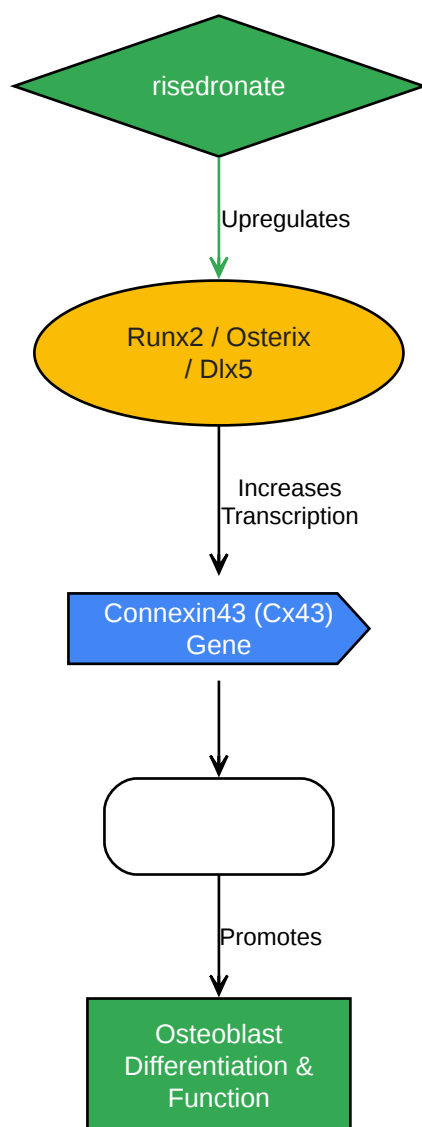 risedronate
Upregulates
Runx2 / Osterix
/ Dlx5
Increases
Transcription
Connexin43 (Cx43)
Gene
Promotes
Osteoblast
Differentiation &
Function